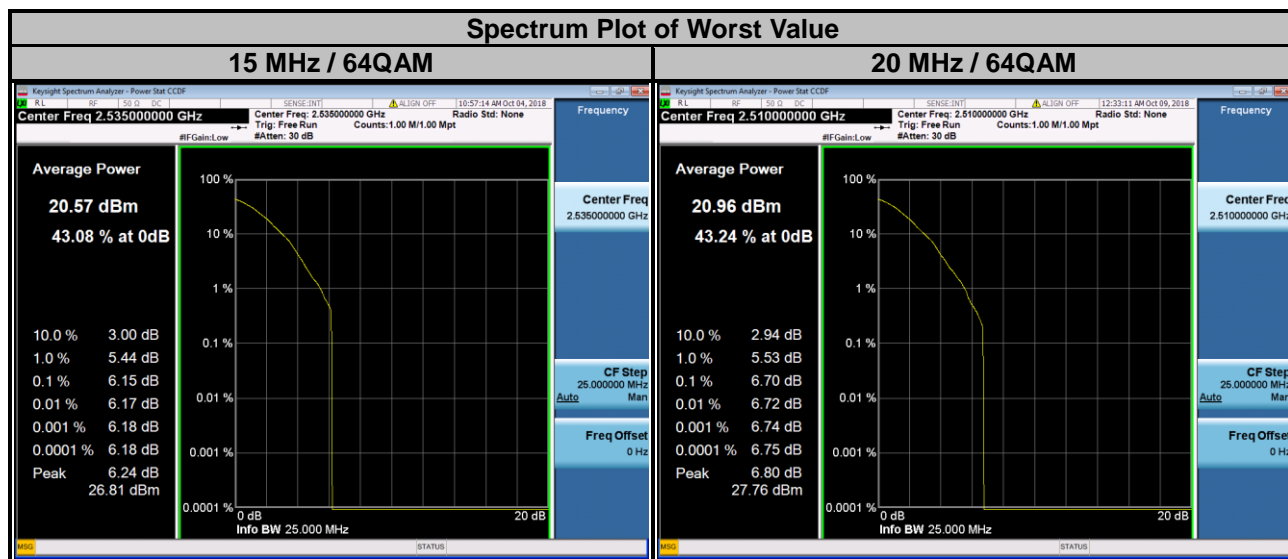 Spectrum Plot of Worst Value
15 MHz / 64QAM
20 MHz / 64QAM
Keysight Spectrum Analyzer - Power Stat CCDF
RL RF 50 Ω DC SENSE:INT ALIGN OFF 10:57:14 AM Oct 04, 2018
Center Freq 2.535000000 GHz
Center Freq: 2.535000000 GHz Radio Std: None
Trig: Free Run Counts:1.00 M/1.00 Mpt
#IFGain:Low #Atten: 30 dB
Frequency
Average Power
20.57 dBm
43.08 % at 0dB
10.0 % 3.00 dB
1.0 % 5.44 dB
0.1 % 6.15 dB
0.01 % 6.17 dB
0.001 % 6.18 dB
0.0001 % 6.18 dB
Peak 6.24 dB
26.81 dBm
100 %
10 %
1 %
0.1 %
0.01 %
0.001 %
0.0001 %
0 dB 20 dB
Info BW 25.000 MHz
Center Freq
2.535000000 GHz
CF Step
25.000000 MHz
Auto Man
Freq Offset
0 Hz
MSG STATUS
Keysight Spectrum Analyzer - Power Stat CCDF
RL RF 50 Ω DC SENSE:INT ALIGN OFF 12:33:11 AM Oct 09, 2018
Center Freq 2.510000000 GHz
Center Freq: 2.510000000 GHz Radio Std: None
Trig: Free Run Counts:1.00 M/1.00 Mpt
#IFGain:Low #Atten: 30 dB
Frequency
Average Power
20.96 dBm
43.24 % at 0dB
10.0 % 2.94 dB
1.0 % 5.53 dB
0.1 % 6.70 dB
0.01 % 6.72 dB
0.001 % 6.74 dB
0.0001 % 6.75 dB
Peak 6.80 dB
27.76 dBm
100 %
10 %
1 %
0.1 %
0.01 %
0.001 %
0.0001 %
0 dB 20 dB
Info BW 25.000 MHz
Center Freq
2.510000000 GHz
CF Step
25.000000 MHz
Auto Man
Freq Offset
0 Hz
MSG STATUS